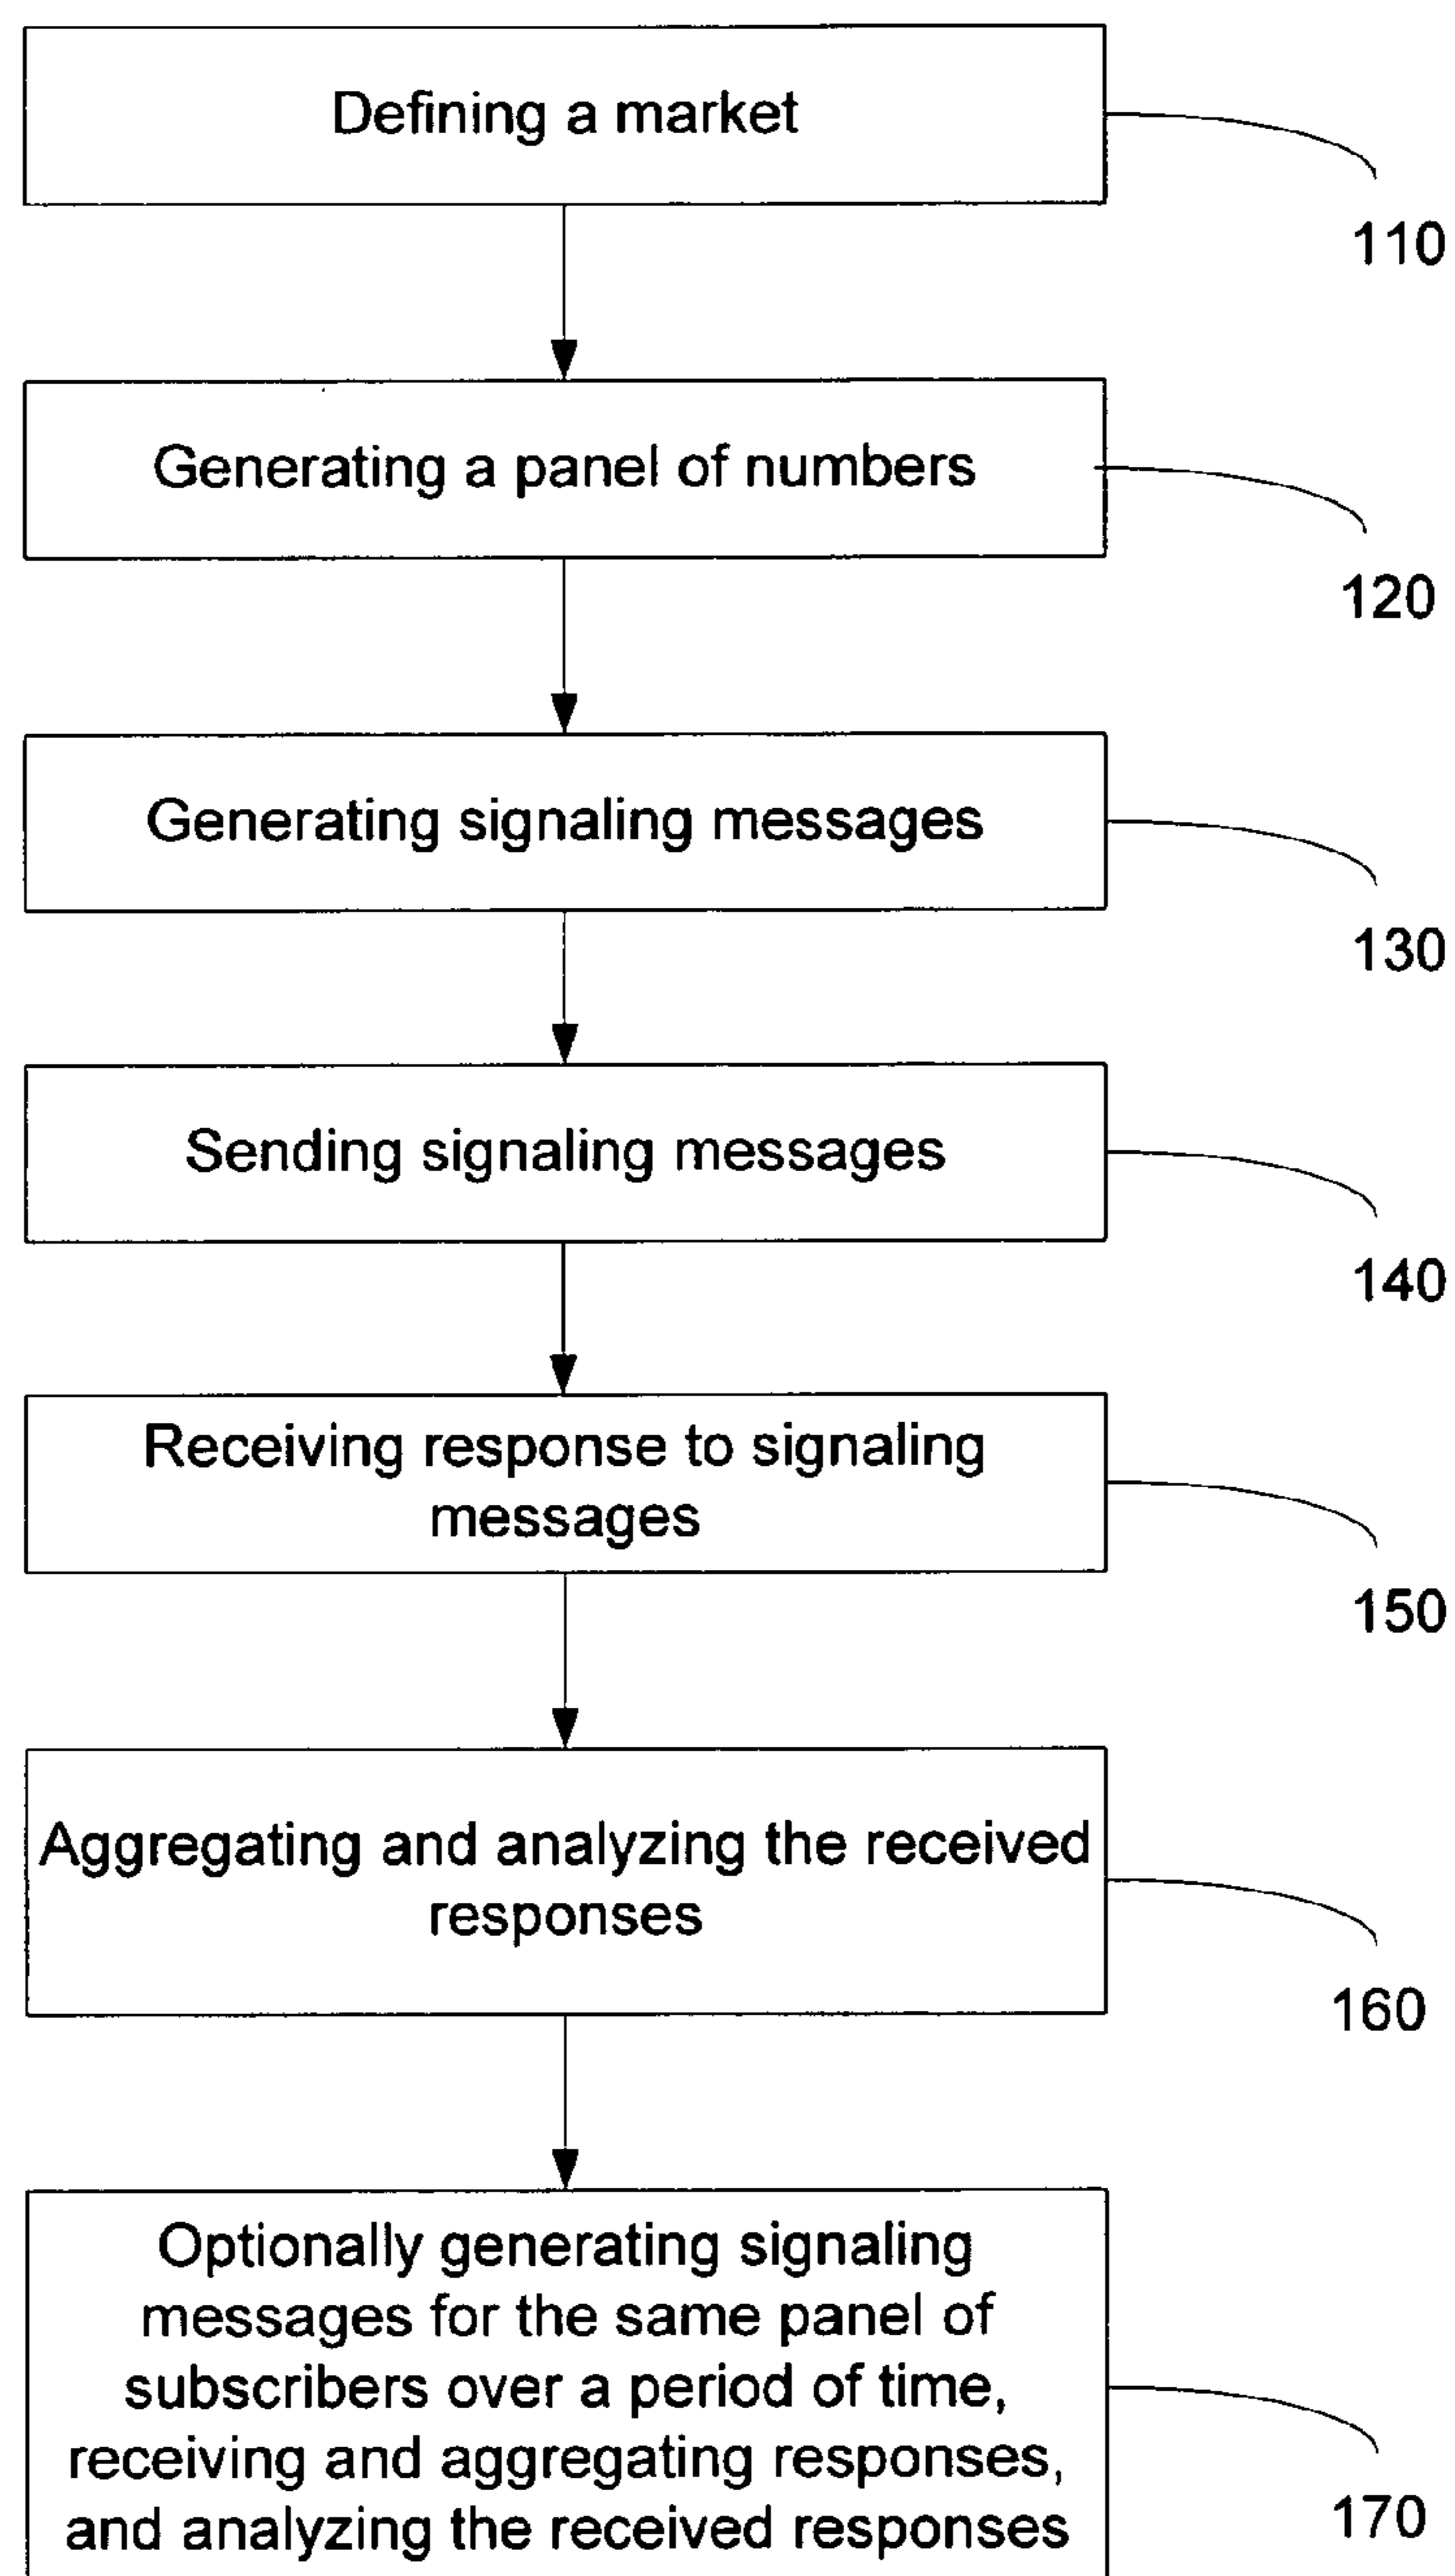 Defining a market
110
Generating a panel of numbers
120
Generating signaling messages
130
Sending signaling messages
140
Receiving response to signaling
messages
150
Aggregating and analyzing the received
responses
160
Optionally generating signaling
messages for the same panel of
subscribers over a period of time,
receiving and aggregating responses,
and analyzing the received responses
170